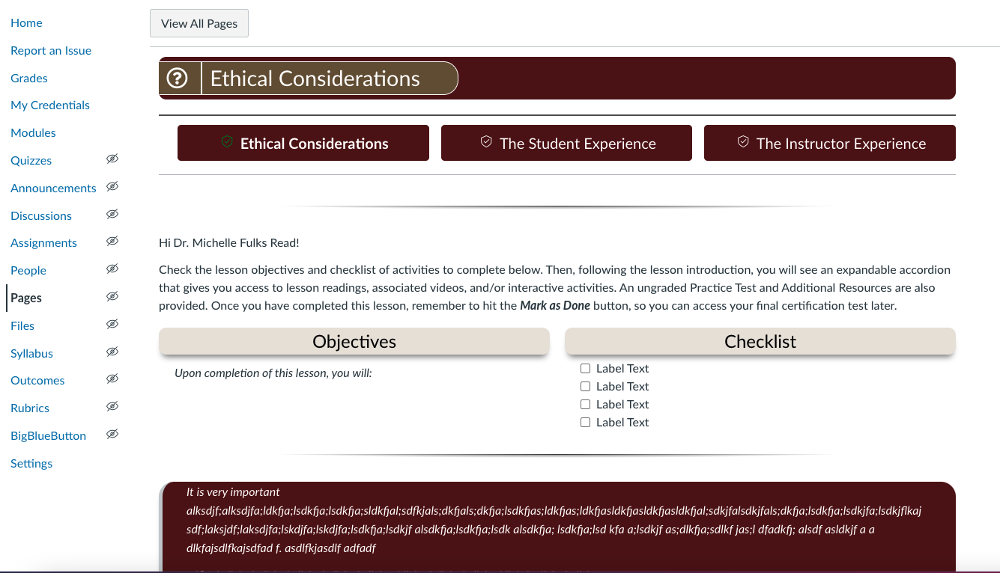 Home
Report an Issue
Grades
My Credentials
Modules
Quizzes
Announcements
Discussions
Assignments
People
Pages
Files
Syllabus
Outcomes
Rubrics
BigBlueButton
Settings
View All Pages
Ethical Considerations
Ethical Considerations
The Student Experience
The Instructor Experience
Hi Dr. Michelle Fulks Read!
Check the lesson objectives and checklist of activities to complete below. Then, following the lesson introduction, you will see an expandable accordion
that gives you access to lesson readings, associated videos, and/or interactive activities. An ungraded Practice Test and Additional Resources are also
provided. Once you have completed this lesson, remember to hit the Mark as Done button, so you can access your final certification test later.
Objectives
Upon completion of this lesson, you will:
Checklist
Label Text
Label Text
Label Text
Label Text
It is very important
alksdjf;alksdjfa;ldkfja;lsdkfja;lsdkfja;sldkfjal;sdfkjals;dkfjals;dkfja;lsdkfjas;ldkfjas;ldkfjasldkfjasldkfjasldkfjal;sdkjfalsdkjfals;dkfja;lsdkfja;lsdkjfa;lsdkjflkaj
sdf;laksjdf;laksdjfa;lskdjfa;lskdjfa;lsdkfja;lsdkjf alsdkfja;lsdkfja;lsdk alsdkfja; lsdkfja;lsd kfa a;lsdkjf as;dlkfja;sdlkf jas;l dfadkfj; alsdf asldkjf a a
dlkfajsdlfkajsdfad f. asdlfkjasdlf adfadf